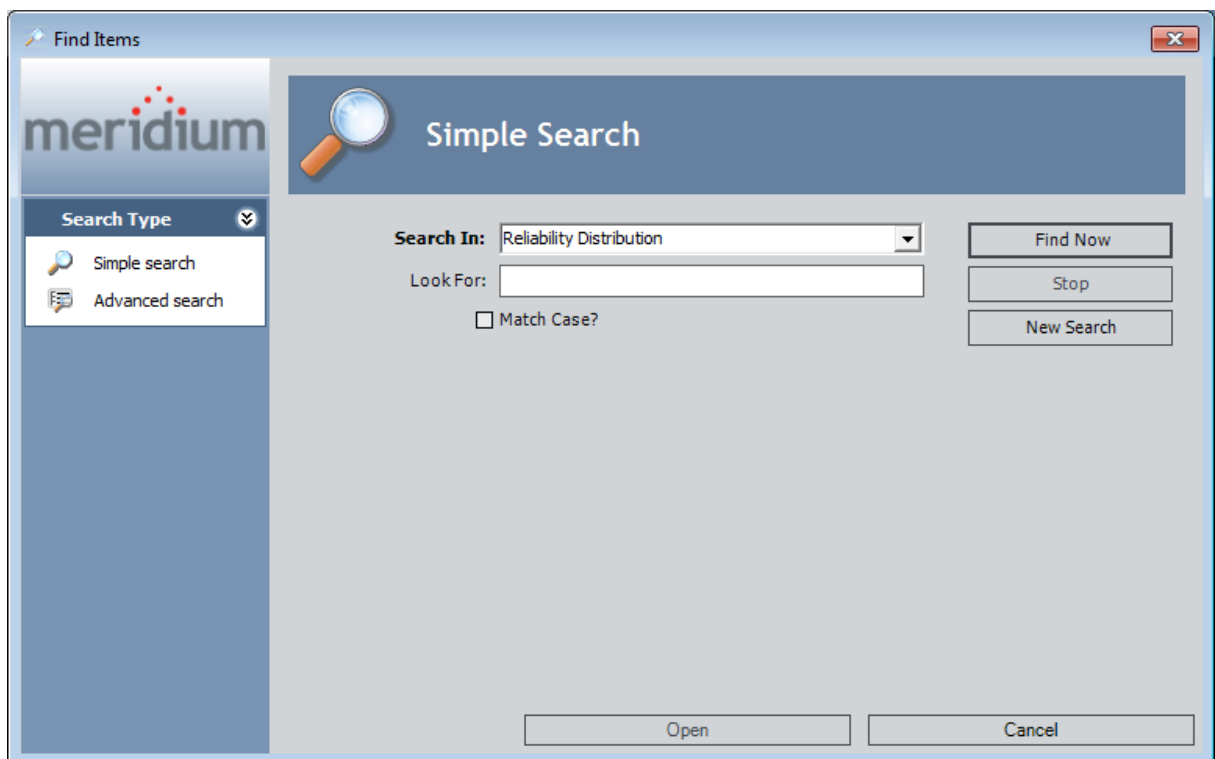 Find Items
meridium
Simple Search
Search Type
Simple search
Advanced search
Search In: Reliability Distribution
Look For:
Match Case?
Find Now
Stop
New Search
Open
Cancel